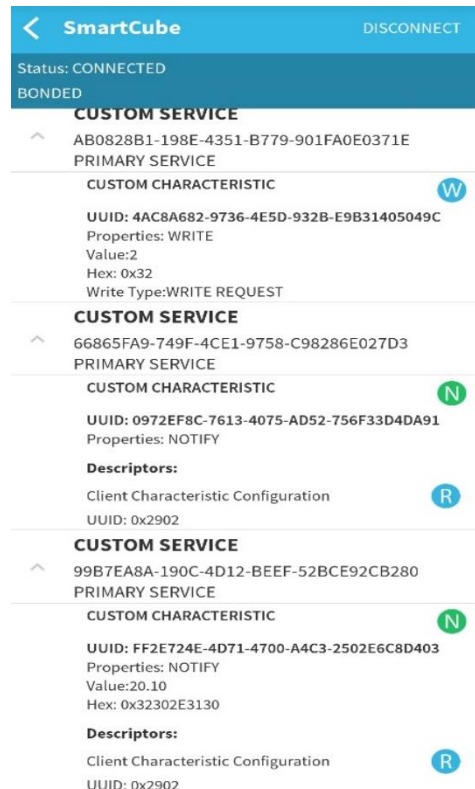 SmartCube DISCONNECT
Status: CONNECTED
BONDED
CUSTOM SERVICE
AB0828B1-198E-4351-B779-901FA0E0371E
PRIMARY SERVICE
CUSTOM CHARACTERISTIC
W
UUID: 4AC8A682-9736-4E5D-932B-E9B31405049C
Properties: WRITE
Value:2
Hex: 0x32
Write Type:WRITE REQUEST
CUSTOM SERVICE
66865FA9-749F-4CE1-9758-C98286E027D3
PRIMARY SERVICE
CUSTOM CHARACTERISTIC
N
UUID: 0972EF8C-7613-4075-AD52-756F33D4DA91
Properties: NOTIFY
Descriptors:
Client Characteristic Configuration
R
UUID: 0x2902
CUSTOM SERVICE
99B7EA8A-190C-4D12-BEEF-52BCE92CB280
PRIMARY SERVICE
CUSTOM CHARACTERISTIC
N
UUID: FF2E724E-4D71-4700-A4C3-2502E6C8D403
Properties: NOTIFY
Value:20.10
Hex: 0x32302E3130
Descriptors:
Client Characteristic Configuration
R
UUID: 0x2902